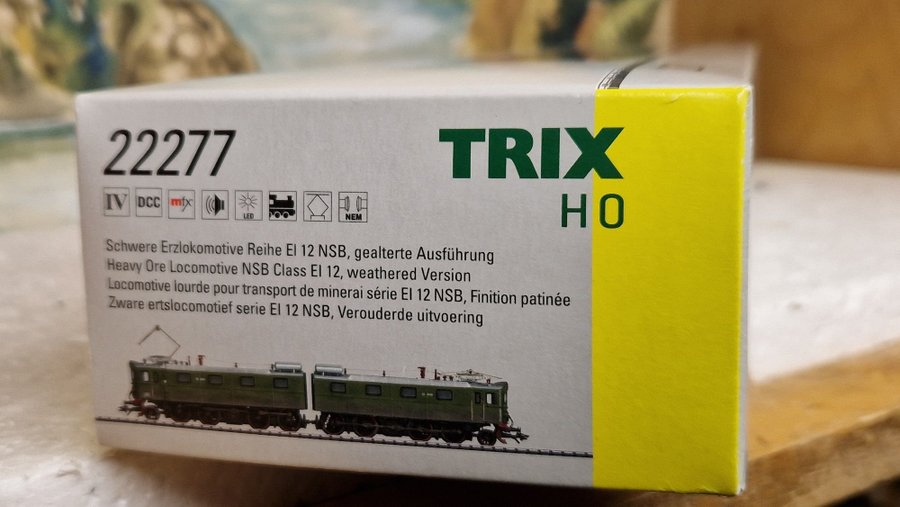 22277
TRIX
H0
IV DCC mfx LED NEM
Schwere Erzlokomotive Reihe El 12 NSB, gealterte Ausführung
Heavy Ore Locomotive NSB Class El 12, weathered Version
Locomotive lourde pour transport de minerai série El 12 NSB, Finition patinée
Zware ertslocomotief serie El 12 NSB, Verouderde uitvoering